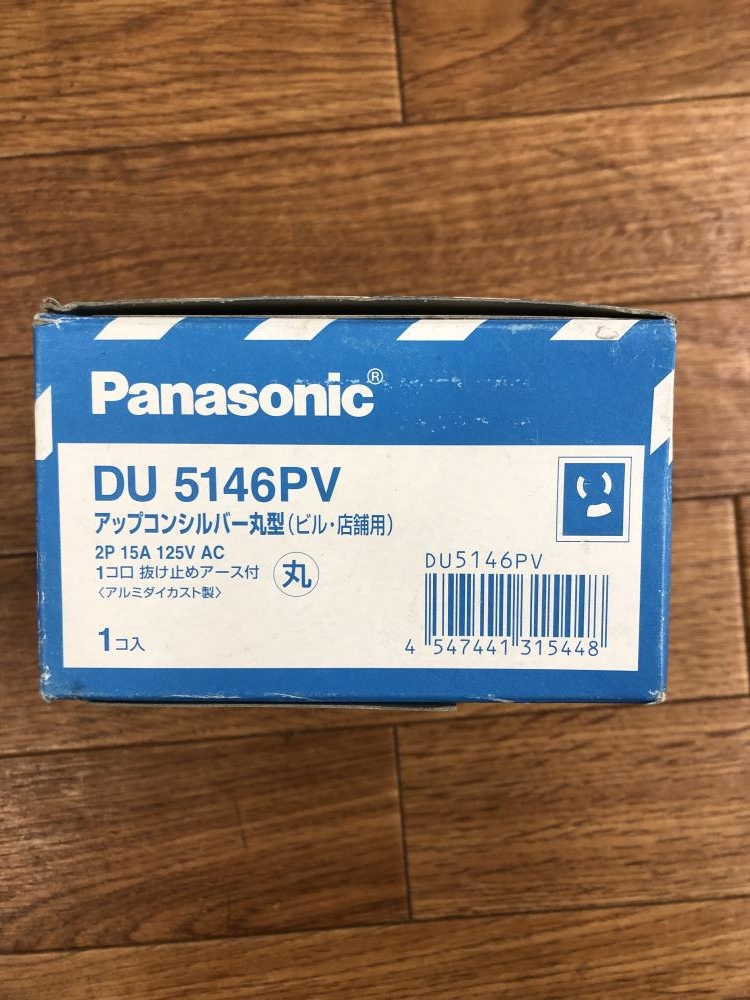 Panasonic®
DU 5146PV
アップコンシルバー丸型(ビル・店舗用)
2P 15A 125V AC
1コ口 抜け止めアース付
〈アルミダイカスト製〉
丸
1コ入
DU5146PV
4 547441 315448